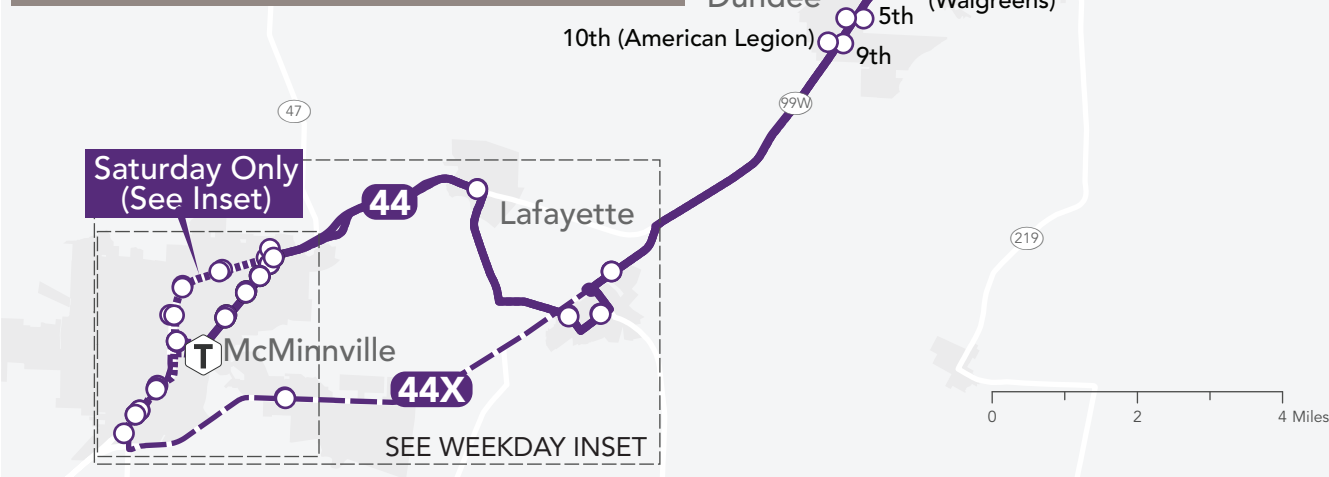 Dundee
(Walgreens)
5th
10th (American Legion)
9th
99W
47
Saturday Only
(See Inset)
44
Lafayette
219
T
McMinnville
44X
SEE WEEKDAY INSET
0
2
4 Miles